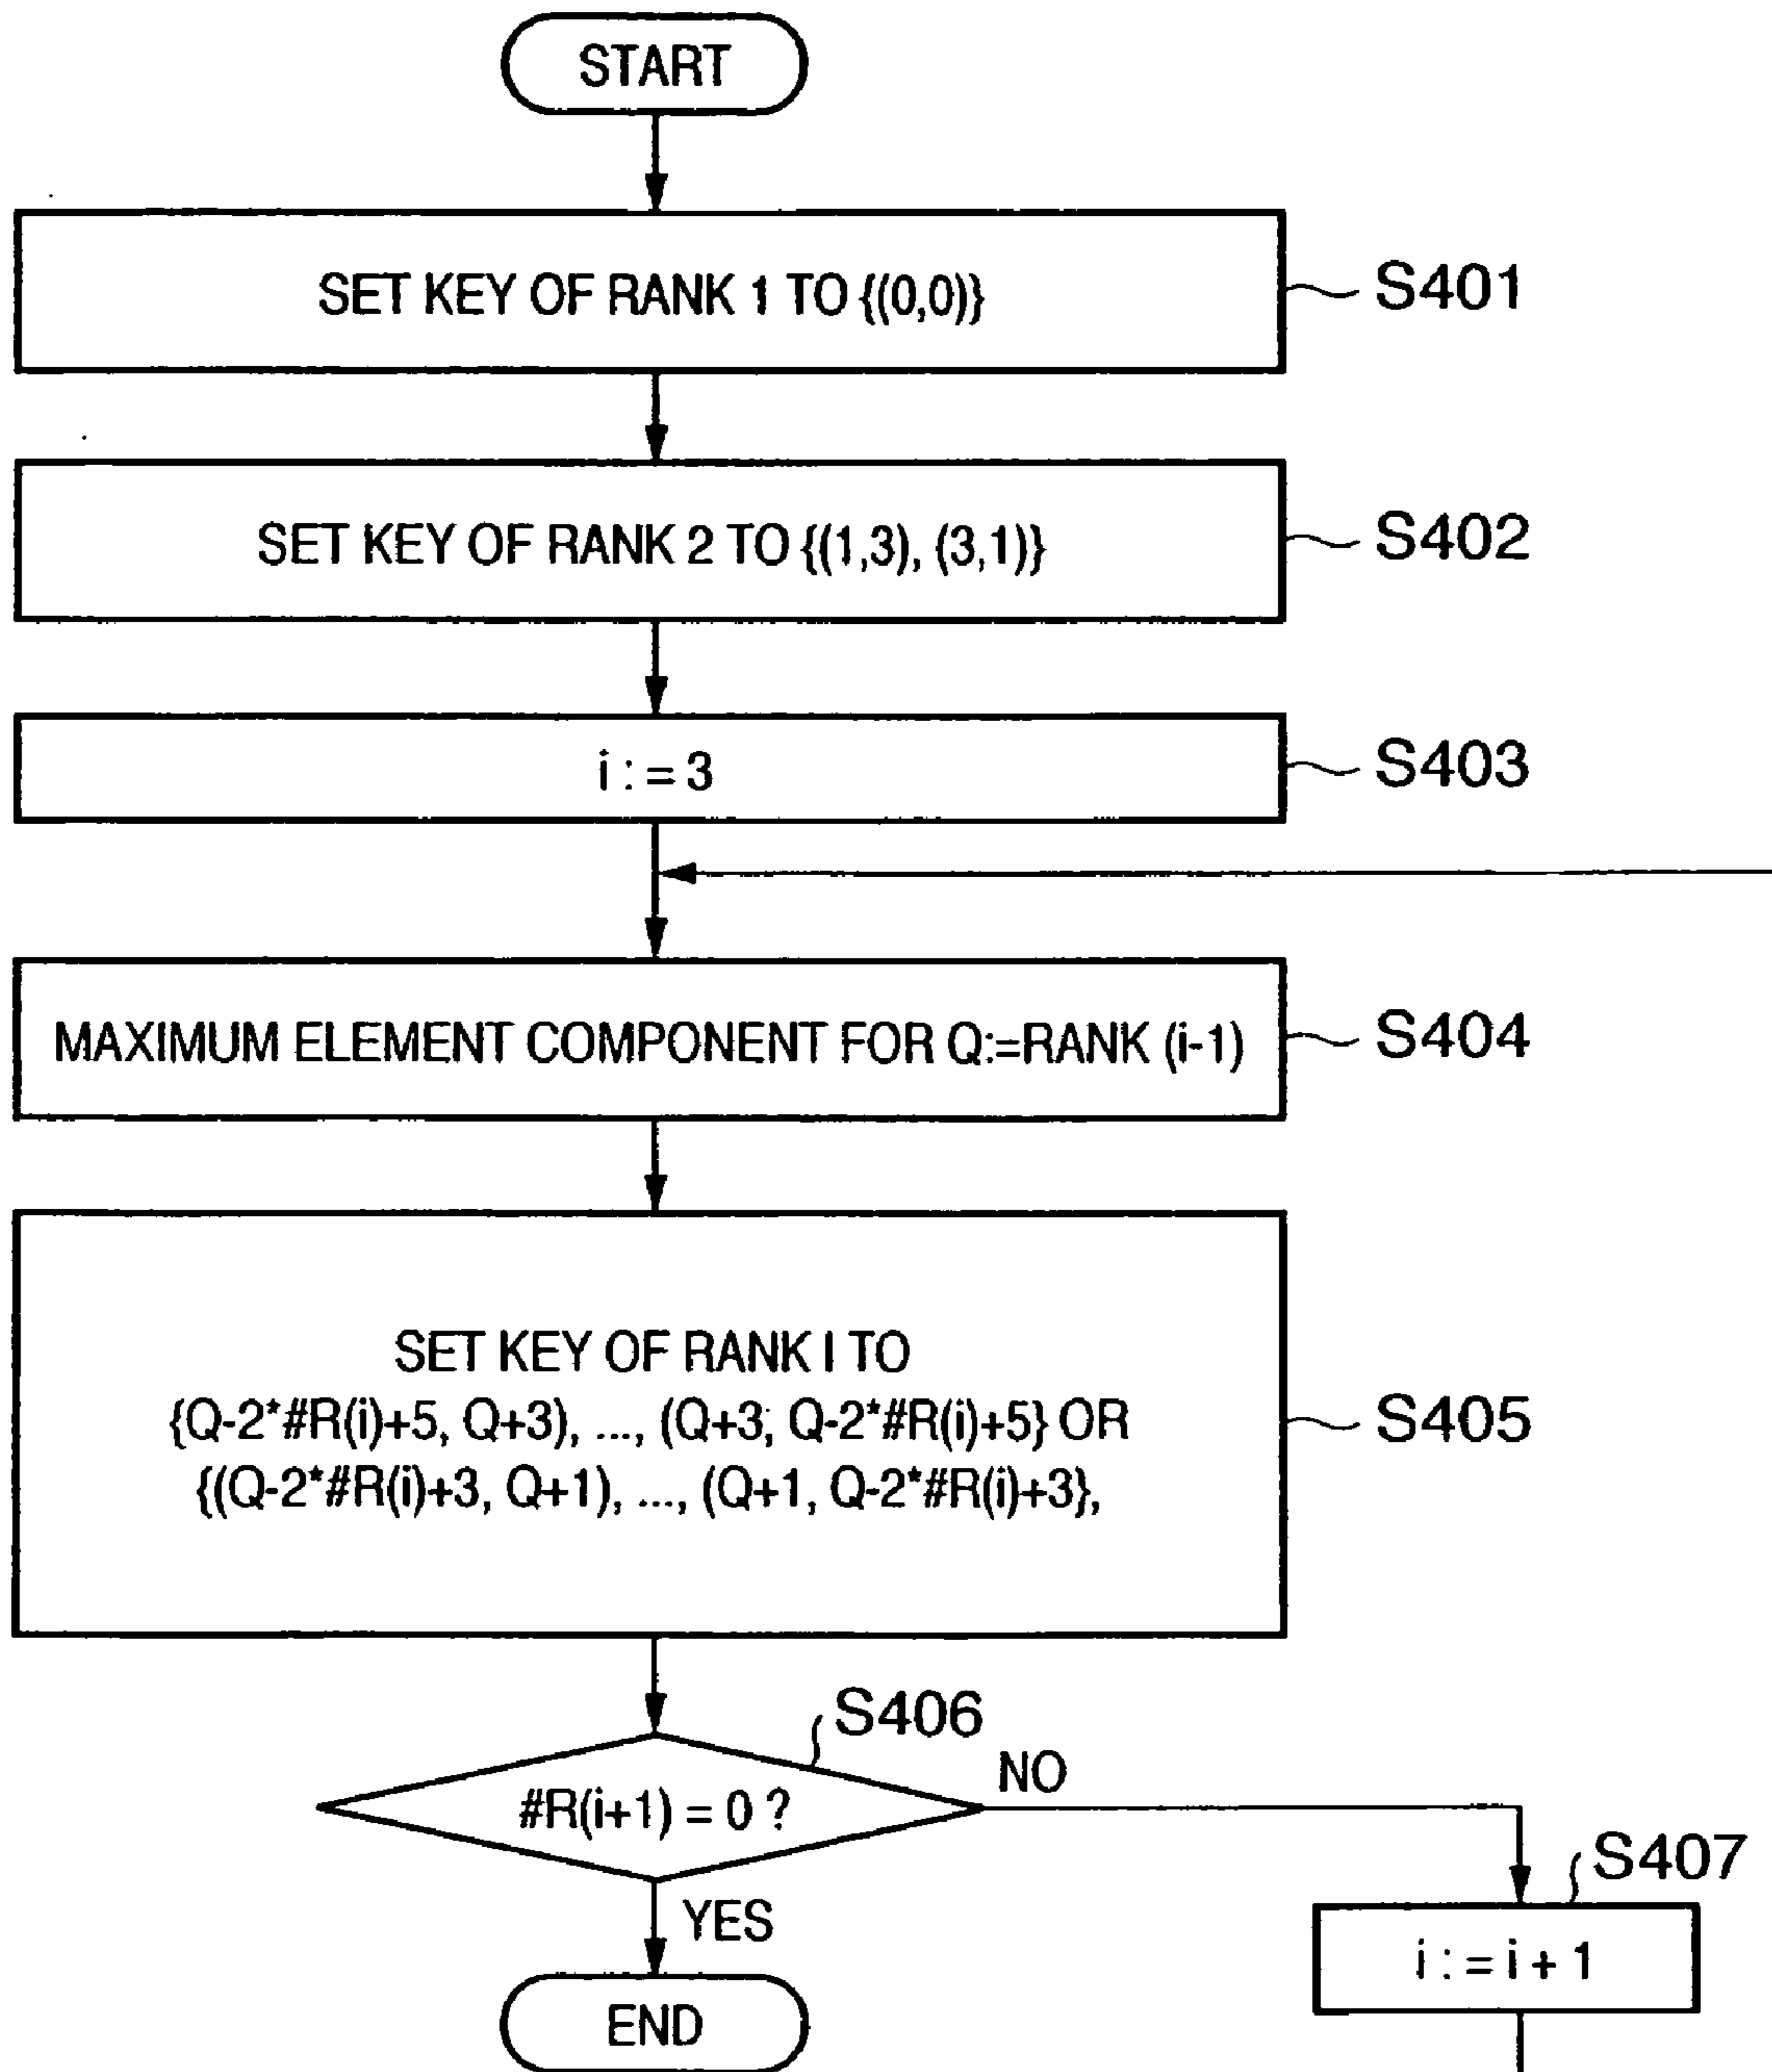 START
SET KEY OF RANK 1 TO {(0,0)}
S401
SET KEY OF RANK 2 TO {(1,3), (3,1)}
S402
i : = 3
S403
MAXIMUM ELEMENT COMPONENT FOR Q:=RANK (i-1)
S404
SET KEY OF RANK I TO
{Q-2*#R(i)+5, Q+3), ..., (Q+3; Q-2*#R(i)+5} OR
{(Q-2*#R(i)+3, Q+1), ..., (Q+1, Q-2*#R(i)+3},
S405
S406
#R(i+1) = 0 ?
NO
S407
YES
i : = i + 1
END